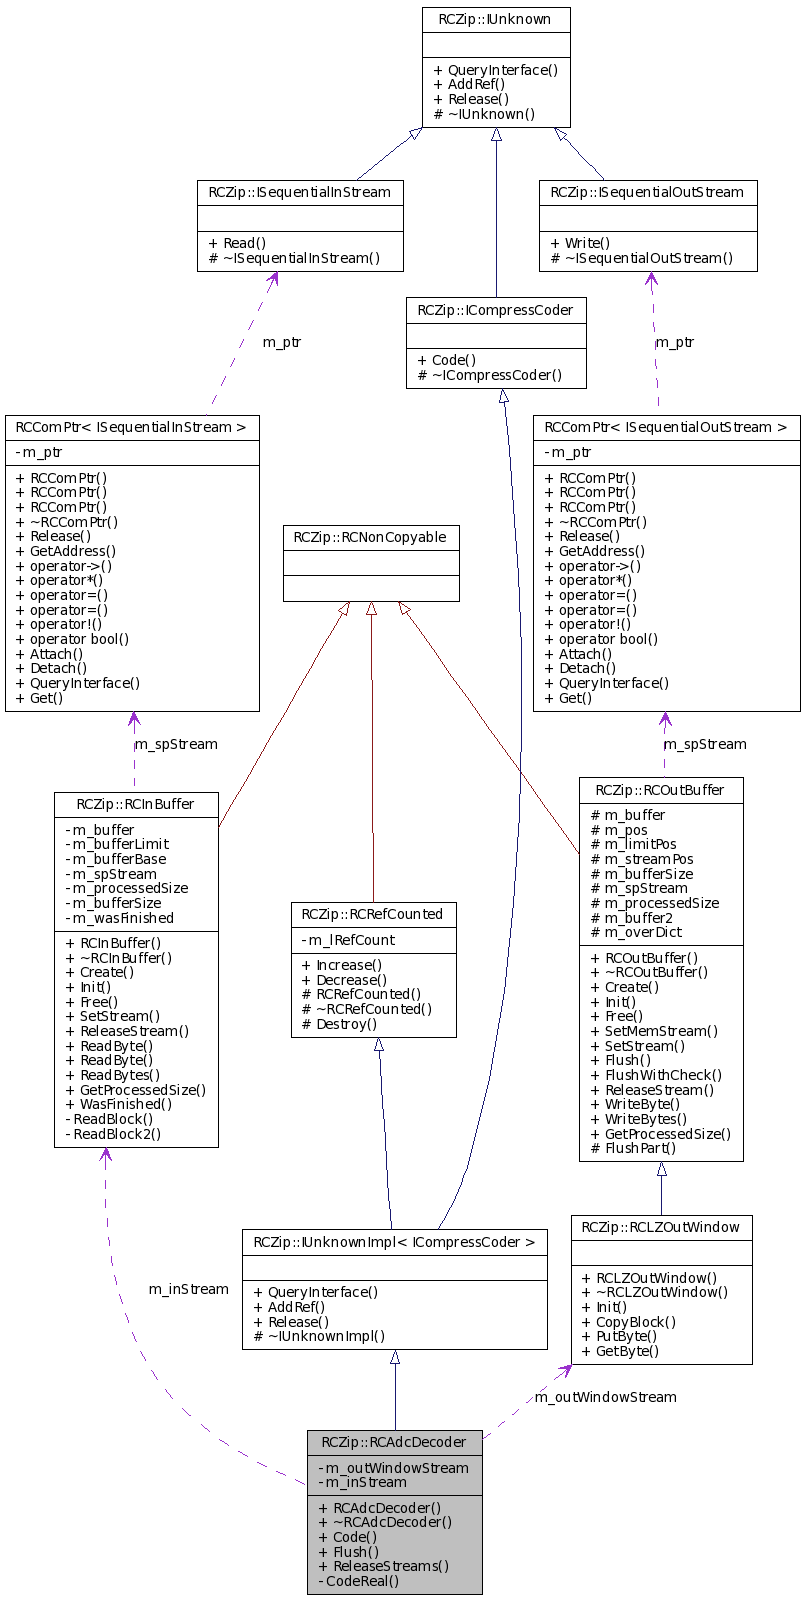 RCZip::IUnknown
+ QueryInterface()
+ AddRef()
+ Release()
# ~IUnknown()
RCZip::ISequentialInStream
+ Read()
# ~ISequentialInStream()
RCZip::ISequentialOutStream
+ Write()
# ~ISequentialOutStream()
RCZip::ICompressCoder
+ Code()
# ~ICompressCoder()
m_ptr
m_ptr
RCComPtr< ISequentialInStream >
- m_ptr
+ RCComPtr()
+ RCComPtr()
+ RCComPtr()
+ ~RCComPtr()
+ Release()
+ GetAddress()
+ operator->()
+ operator*()
+ operator=()
+ operator=()
+ operator!()
+ operator bool()
+ Attach()
+ Detach()
+ QueryInterface()
+ Get()
RCComPtr< ISequentialOutStream >
- m_ptr
+ RCComPtr()
+ RCComPtr()
+ RCComPtr()
+ ~RCComPtr()
+ Release()
+ GetAddress()
+ operator->()
+ operator*()
+ operator=()
+ operator=()
+ operator!()
+ operator bool()
+ Attach()
+ Detach()
+ QueryInterface()
+ Get()
RCZip::RCNonCopyable
m_spStream
m_spStream
RCZip::RCInBuffer
- m_buffer
- m_bufferLimit
- m_bufferBase
- m_spStream
- m_processedSize
- m_bufferSize
- m_wasFinished
+ RCInBuffer()
+ ~RCInBuffer()
+ Create()
+ Init()
+ Free()
+ SetStream()
+ ReleaseStream()
+ ReadByte()
+ ReadByte()
+ ReadBytes()
+ GetProcessedSize()
+ WasFinished()
- ReadBlock()
- ReadBlock2()
RCZip::RCOutBuffer
# m_buffer
# m_pos
# m_limitPos
# m_streamPos
# m_bufferSize
# m_spStream
# m_processedSize
# m_buffer2
# m_overDict
+ RCOutBuffer()
+ ~RCOutBuffer()
+ Create()
+ Init()
+ Free()
+ SetMemStream()
+ SetStream()
+ Flush()
+ FlushWithCheck()
+ ReleaseStream()
+ WriteByte()
+ WriteBytes()
+ GetProcessedSize()
# FlushPart()
RCZip::RCRefCounted
- m_lRefCount
+ Increase()
+ Decrease()
# RCRefCounted()
# ~RCRefCounted()
# Destroy()
RCZip::IUnknownImpl< ICompressCoder >
+ QueryInterface()
+ AddRef()
+ Release()
# ~IUnknownImpl()
RCZip::RCLZOutWindow
+ RCLZOutWindow()
+ ~RCLZOutWindow()
+ Init()
+ CopyBlock()
+ PutByte()
+ GetByte()
m_inStream
m_outWindowStream
RCZip::RCAdcDecoder
- m_outWindowStream
- m_inStream
+ RCAdcDecoder()
+ ~RCAdcDecoder()
+ Code()
+ Flush()
+ ReleaseStreams()
- CodeReal()